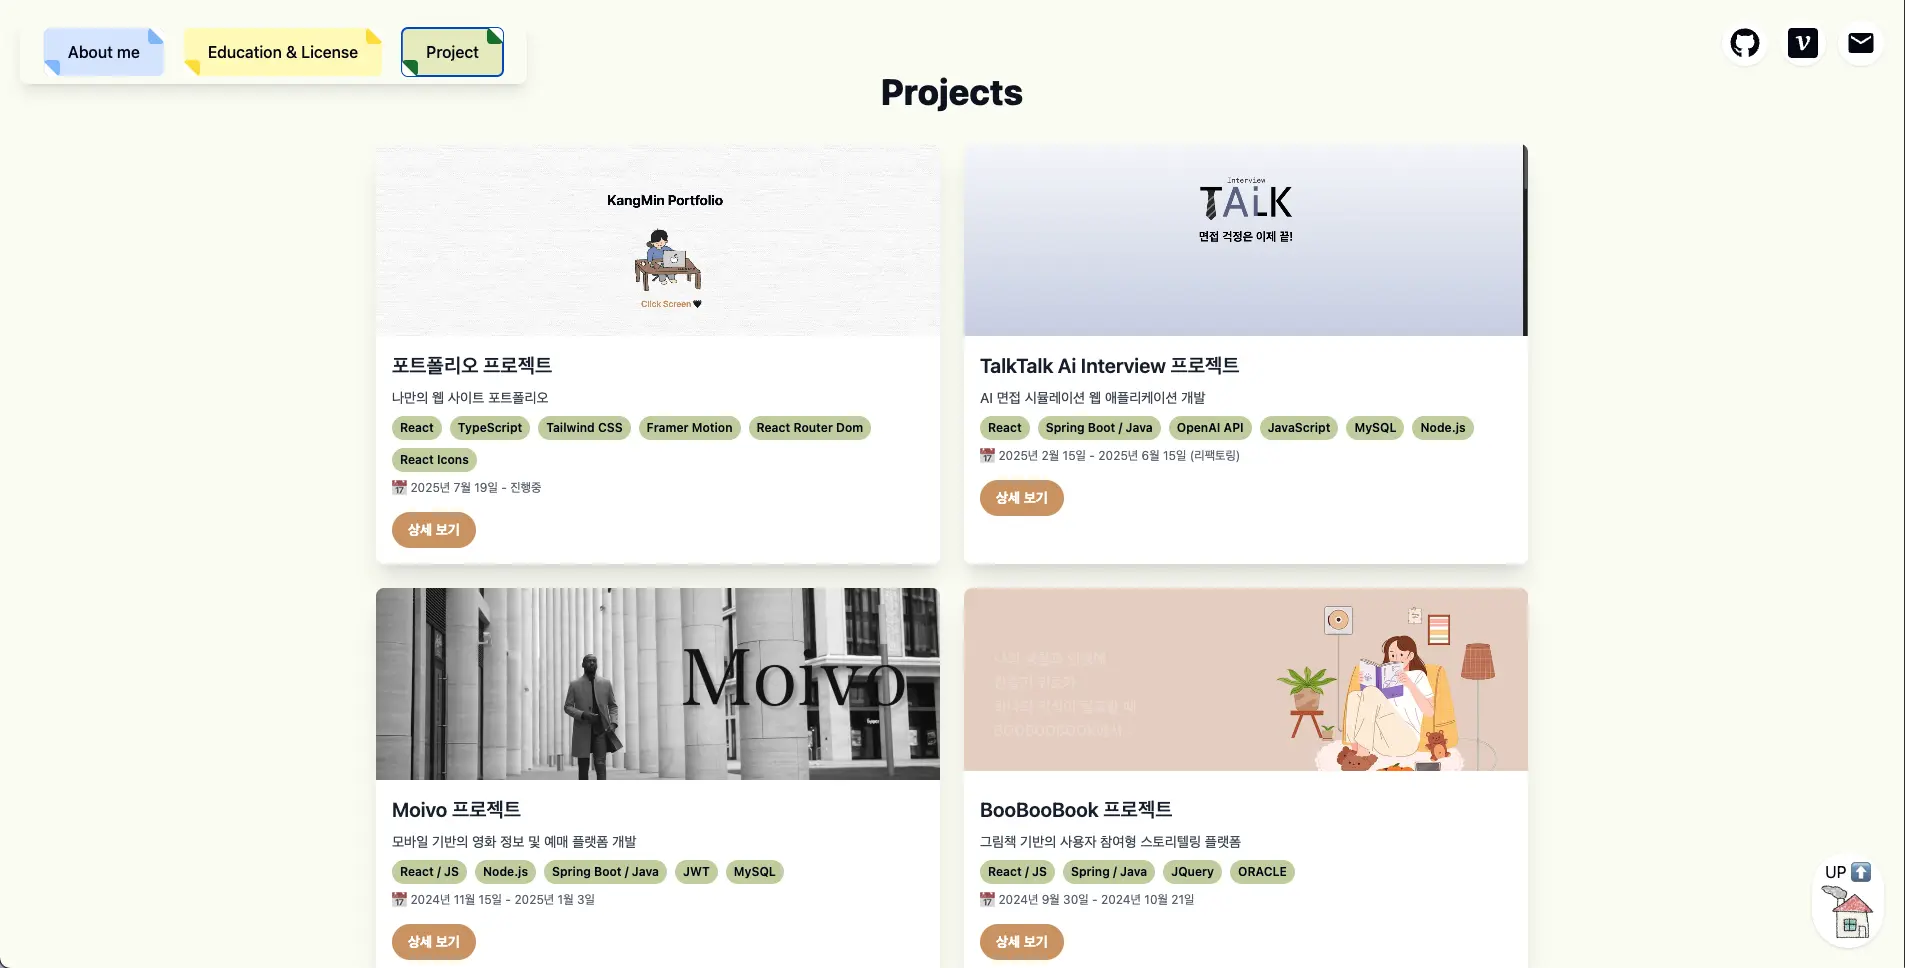 About me
Education & License
Project
Projects
KangMin Portfolio
Click Screen 🖤
포트폴리오 프로젝트
나만의 웹 사이트 포트폴리오
React TypeScript Tailwind CSS Framer Motion React Router Dom
React Icons
📅 2025년 7월 19일 - 진행중
상세 보기
Interview
TAiLK
면접 걱정은 이제 끝!
TalkTalk Ai Interview 프로젝트
AI 면접 시뮬레이션 웹 애플리케이션 개발
React Spring Boot / Java OpenAI API JavaScript MySQL Node.js
📅 2025년 2월 15일 - 2025년 6월 15일 (리팩토링)
상세 보기
Moivo
Moivo 프로젝트
모바일 기반의 영화 정보 및 예매 플랫폼 개발
React / JS Node.js Spring Boot / Java JWT MySQL
📅 2024년 11월 15일 - 2025년 1월 3일
상세 보기
BooBooBook 프로젝트
그림책 기반의 사용자 참여형 스토리텔링 플랫폼
React / JS Spring / Java JQuery ORACLE
📅 2024년 9월 30일 - 2024년 10월 21일
상세 보기
UP ⬆️